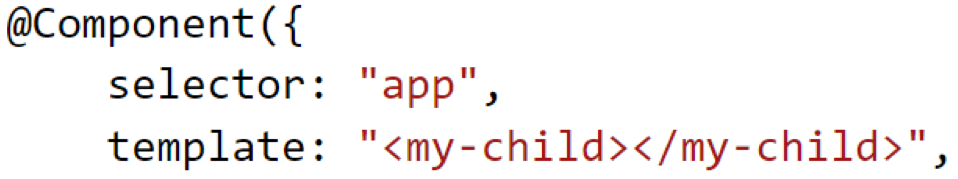 @Component({
    selector: "app",
    template: "<my-child></my-child>",